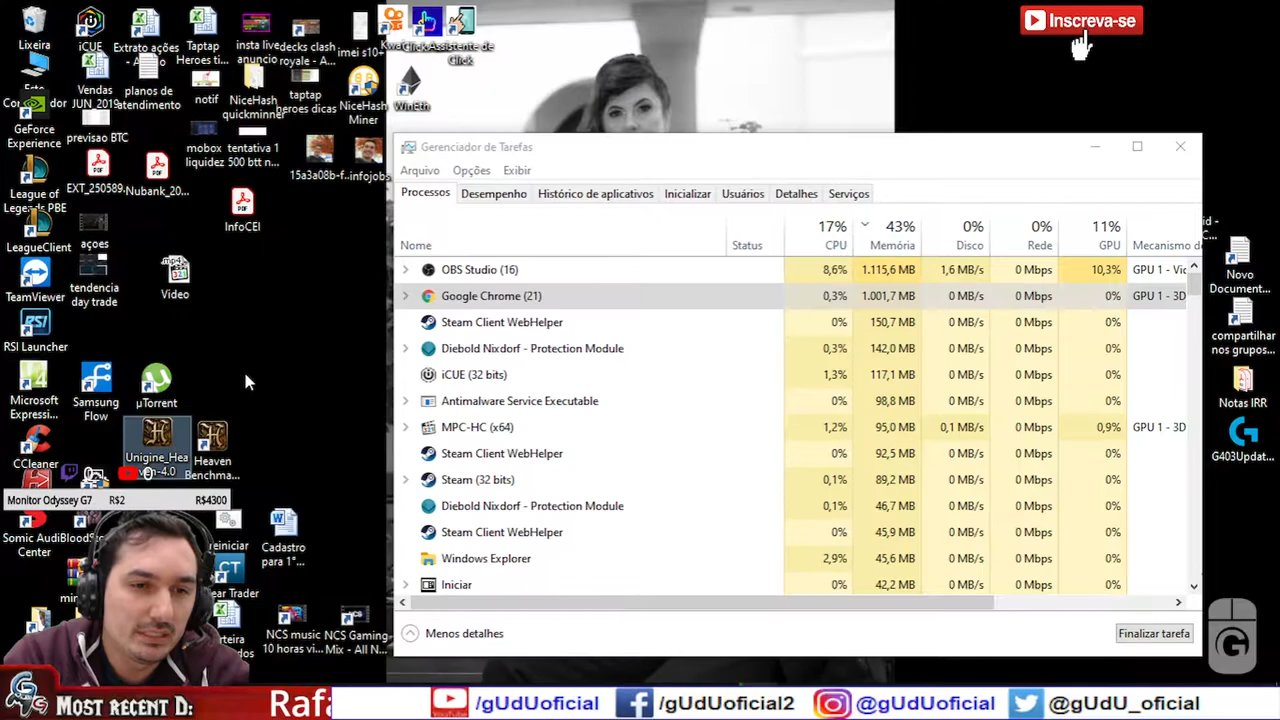 Inscreva-se
Lixeira
iCUE
Extrato ações
Taptap
Heroes ti...
insta live
anuncio
decks clash
royale - A...
imei s10+
Assistente de
Click
WinEth
GeForce
Experience
Vendas
JUN_2019
planos de
atendimento
notif
NiceHash
quickminner
taptap
heroes dicas
NiceHash
Miner
previsao BTC
mobox
liquidez
tentativa 1
500 btt n...
15a3a08b-f...
infojobs
League of
Legends PBE
EXT_250589...
Nubank_20...
InfoCEI
LeagueClient
açoes
TeamViewer
tendencia
day trade
Video
RSI Launcher
Microsoft
Expressi...
Samsung
Flow
µTorrent
CCleaner
Unigine_Hea
ven-4.0
Heaven
Benchma...
Monitor Odyssey G7 R$2 R$4300
0
Cadastro
para 1°...
NCS music
10 horas vi...
NCS Gaming
Mix - All N...
Gerenciador de Tarefas
Arquivo Opções Exibir
Processos Desempenho Histórico de aplicativos Inicializar Usuários Detalhes Serviços
17% 43% 0% 0% 11%
Nome Status CPU Memória Disco Rede GPU Mecanismo de
OBS Studio (16) 8,6% 1.115,6 MB 1,6 MB/s 0 Mbps 10,3% GPU 1 - Vic
Google Chrome (21) 0,3% 1.001,7 MB 0 MB/s 0 Mbps 0% GPU 1 - 3D
Steam Client WebHelper 0% 150,7 MB 0 MB/s 0 Mbps 0%
Diebold Nixdorf - Protection Module 0,3% 142,0 MB 0 MB/s 0 Mbps 0%
iCUE (32 bits) 1,3% 117,1 MB 0 MB/s 0 Mbps 0%
Antimalware Service Executable 0% 98,8 MB 0 MB/s 0 Mbps 0%
MPC-HC (x64) 1,2% 95,0 MB 0,1 MB/s 0 Mbps 0,9% GPU 1 - 3D
Steam Client WebHelper 0% 92,5 MB 0 MB/s 0 Mbps 0%
Steam (32 bits) 0,1% 89,2 MB 0 MB/s 0 Mbps 0%
Diebold Nixdorf - Protection Module 0,1% 46,7 MB 0 MB/s 0 Mbps 0%
Steam Client WebHelper 0% 45,9 MB 0 MB/s 0 Mbps 0%
Windows Explorer 2,9% 45,6 MB 0 MB/s 0 Mbps 0%
Iniciar 0% 42,2 MB 0 MB/s 0 Mbps 0%
Menos detalhes Finalizar tarefa
Novo
Document...
compartilhar
nos grupos...
Notas IRR
G403Updat...
MOST RECENT D: Rafa
/gUdUoficial /gUdUoficial2 @gUdUoficial @gUdU_oficial